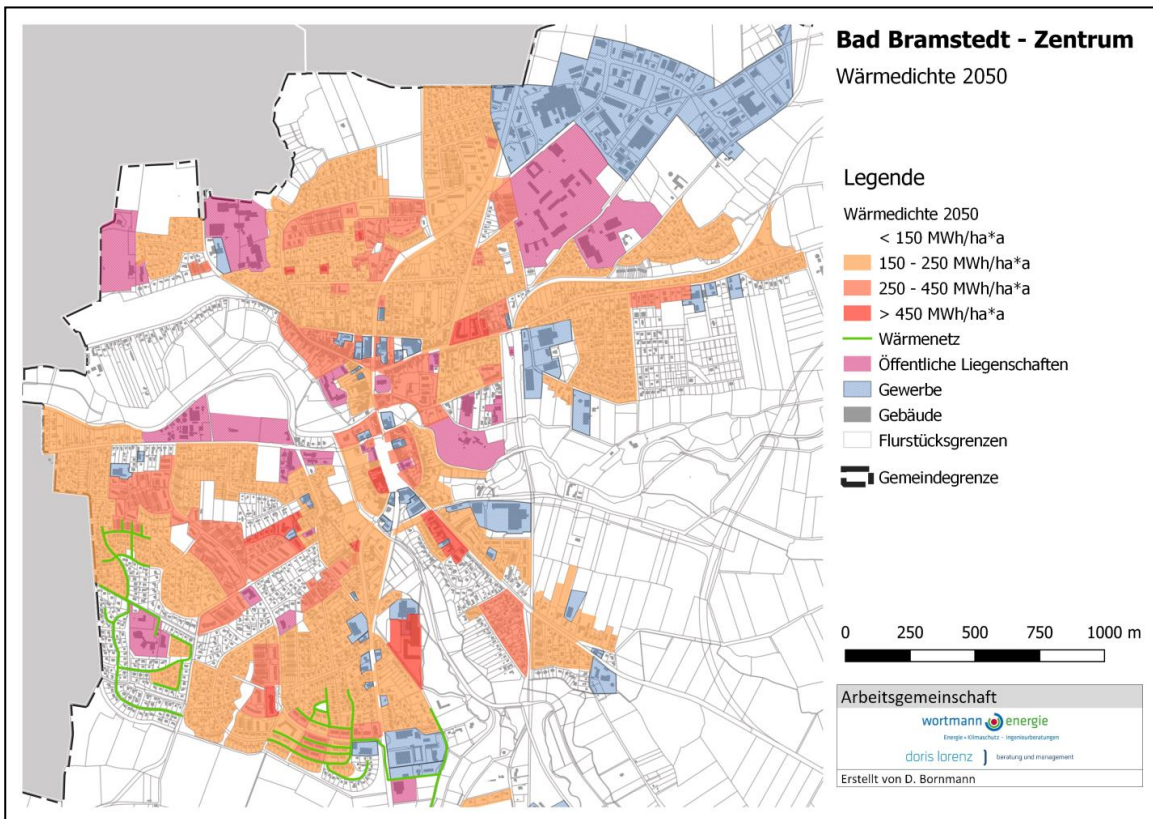 Bad Bramstedt - Zentrum
Wärmedichte 2050
Legende
Wärmedichte 2050
< 150 MWh/ha*a
150 - 250 MWh/ha*a
250 - 450 MWh/ha*a
> 450 MWh/ha*a
Wärmenetz
Öffentliche Liegenschaften
Gewerbe
Gebäude
Flurstücksgrenzen
Gemeindegrenze
0 250 500 750 1000 m
Arbeitsgemeinschaft
wortmann energie
Energie + Klimaschutz – Ingenieurberatungen
doris lorenz beratung und management
Erstellt von D. Bornmann